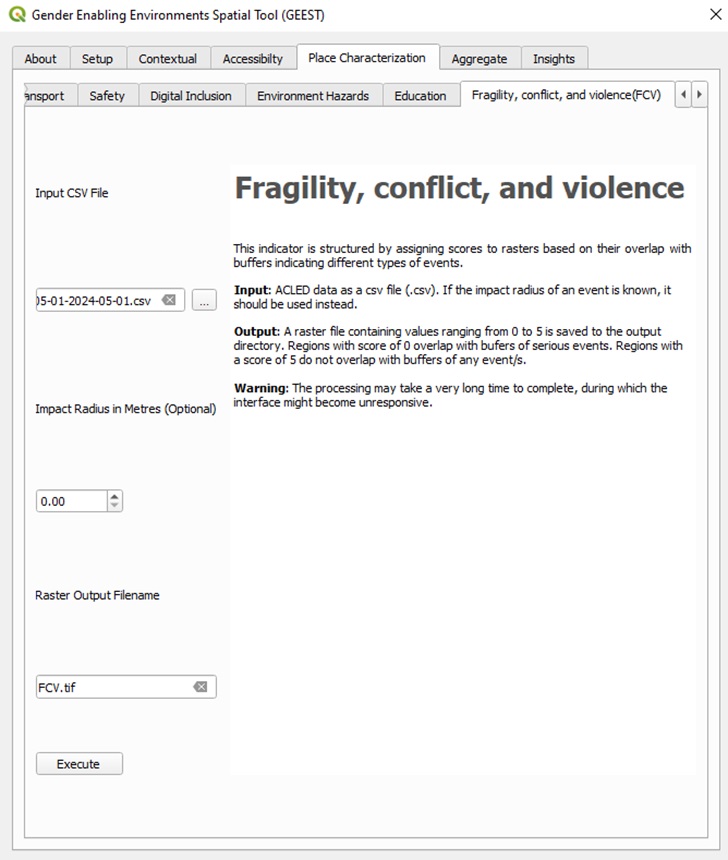 Gender Enabling Environments Spatial Tool (GEEST)
About Setup Contextual Accessibilty Place Characterization Aggregate Insights
ansport Safety Digital Inclusion Environment Hazards Education Fragility, conflict, and violence(FCV)
Input CSV File
05-01-2024-05-01.csv
...
Impact Radius in Metres (Optional)
0.00
Raster Output Filename
FCV.tif
Execute
Fragility, conflict, and violence
This indicator is structured by assigning scores to rasters based on their overlap with
buffers indicating different types of events.
Input: ACLED data as a csv file (.csv). If the impact radius of an event is known, it
should be used instead.
Output: A raster file containing values ranging from 0 to 5 is saved to the output
directory. Regions with score of 0 overlap with bufers of serious events. Regions with
a score of 5 do not overlap with buffers of any event/s.
Warning: The processing may take a very long time to complete, during which the
interface might become unresponsive.